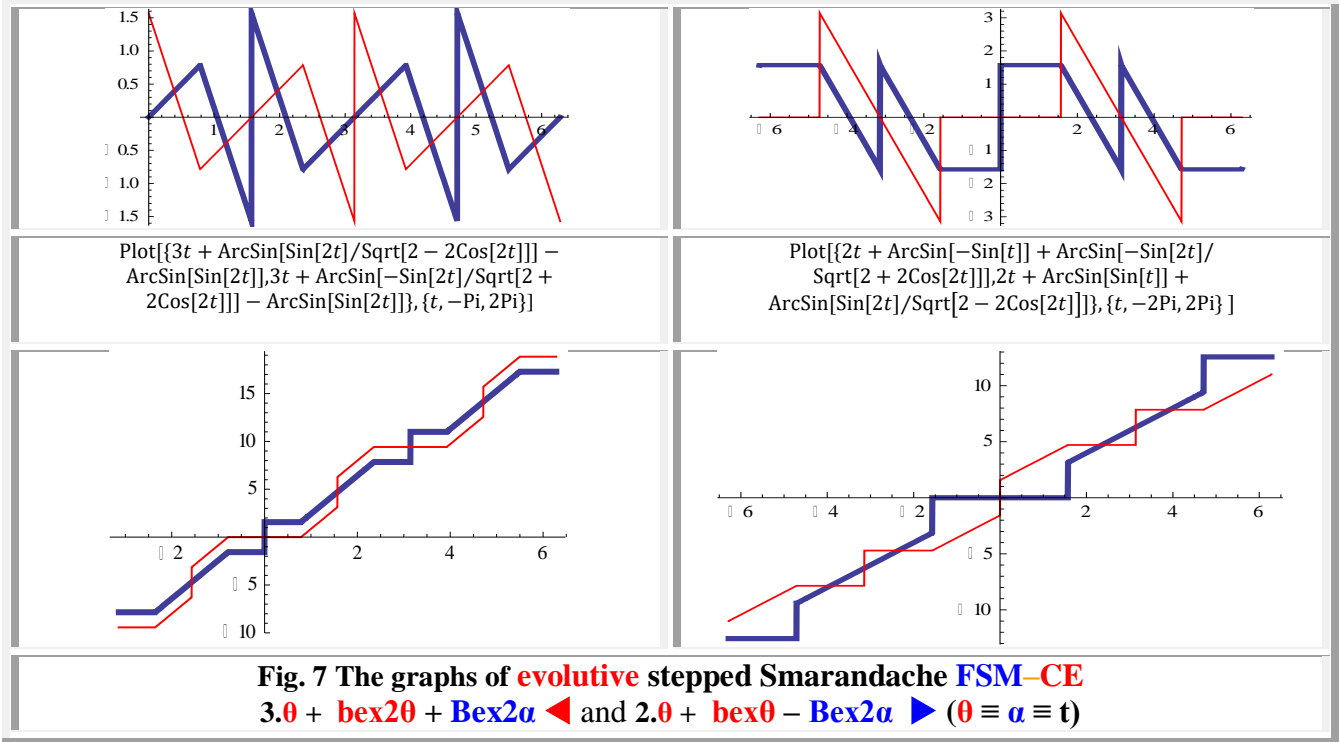 1.5
1.0
0.5
1 2 3 4 5 6
0.5
1.0
1.5
3
2
1
6 4 2 2 4 6
1
2
3
Plot[{3t + ArcSin[Sin[2t]/Sqrt[2 − 2Cos[2t]]] −
ArcSin[Sin[2t]],3t + ArcSin[−Sin[2t]/Sqrt[2 +
2Cos[2t]]] − ArcSin[Sin[2t]]},{t, −Pi, 2Pi}]
Plot[{2t + ArcSin[−Sin[t]] + ArcSin[−Sin[2t]/
Sqrt[2 + 2Cos[2t]]],2t + ArcSin[Sin[t]] +
ArcSin[Sin[2t]/Sqrt[2 − 2Cos[2t]]]},{t, −2Pi, 2Pi} ]
15
10
5
2 2 4 6
5
10
10
5
6 4 2 2 4 6
5
10
Fig. 7 The graphs of evolutive stepped Smarandache FSM–CE
3.θ + bex2θ + Bex2α ◀ and 2.θ + bexθ – Bex2α ▶ (θ ≡ α ≡ t)